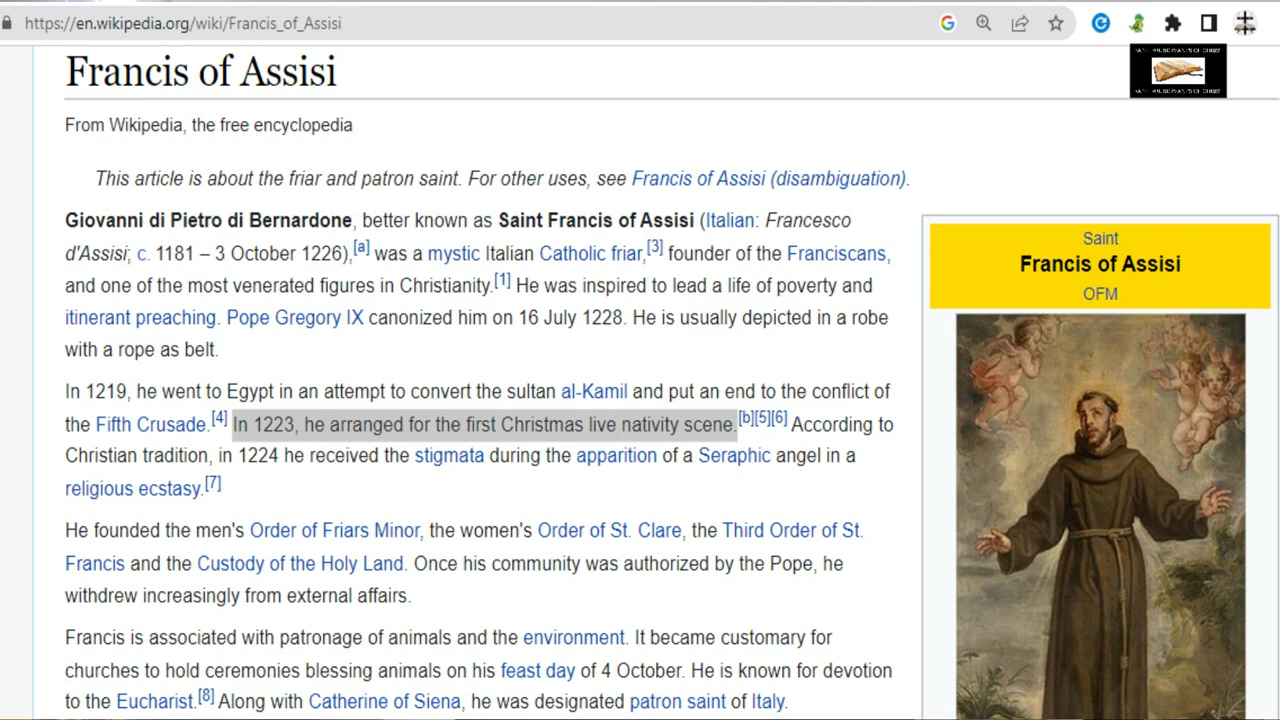 https://en.wikipedia.org/wiki/Francis_of_Assisi
Francis of Assisi
From Wikipedia, the free encyclopedia
This article is about the friar and patron saint. For other uses, see Francis of Assisi (disambiguation).
Giovanni di Pietro di Bernardone, better known as Saint Francis of Assisi (Italian: Francesco
d'Assisi; c. 1181 – 3 October 1226),[a] was a mystic Italian Catholic friar,[3] founder of the Franciscans,
and one of the most venerated figures in Christianity.[1] He was inspired to lead a life of poverty and
itinerant preaching. Pope Gregory IX canonized him on 16 July 1228. He is usually depicted in a robe
with a rope as belt.
In 1219, he went to Egypt in an attempt to convert the sultan al-Kamil and put an end to the conflict of
the Fifth Crusade.[4] In 1223, he arranged for the first Christmas live nativity scene.[b][5][6] According to
Christian tradition, in 1224 he received the stigmata during the apparition of a Seraphic angel in a
religious ecstasy.[7]
He founded the men's Order of Friars Minor, the women's Order of St. Clare, the Third Order of St.
Francis and the Custody of the Holy Land. Once his community was authorized by the Pope, he
withdrew increasingly from external affairs.
Francis is associated with patronage of animals and the environment. It became customary for
churches to hold ceremonies blessing animals on his feast day of 4 October. He is known for devotion
to the Eucharist.[8] Along with Catherine of Siena, he was designated patron saint of Italy.
Saint
Francis of Assisi
OFM